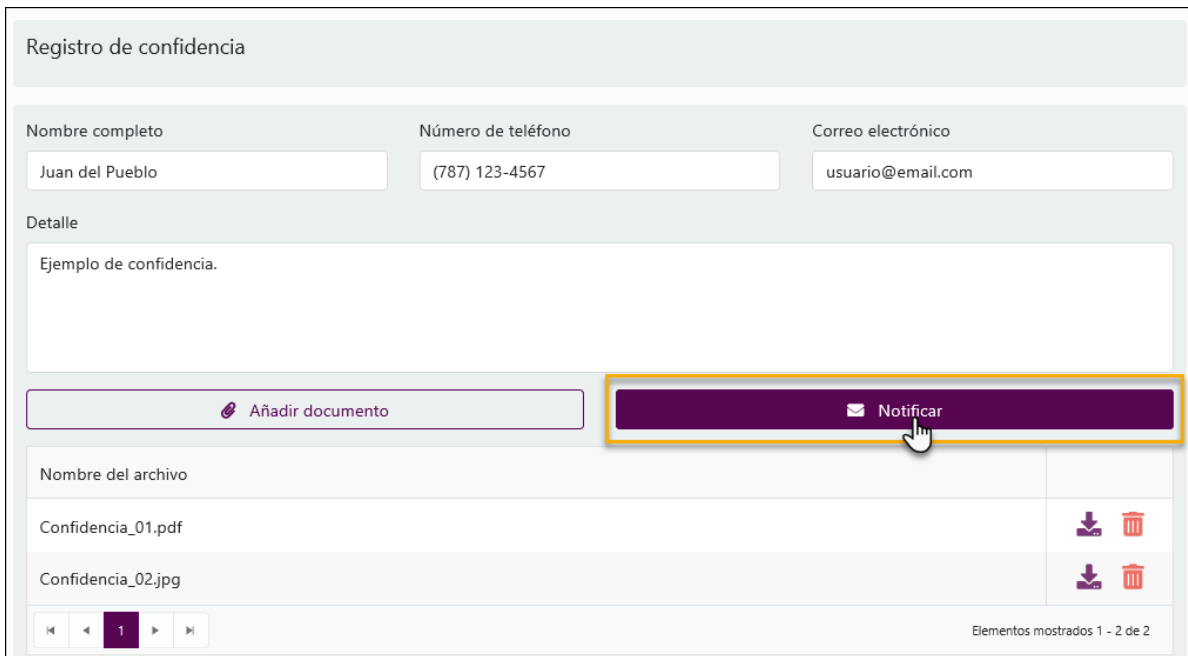 Registro de confidencia
Nombre completo Número de teléfono Correo electrónico
Juan del Pueblo (787) 123-4567 usuario@email.com
Detalle
Ejemplo de confidencia.
Añadir documento Notificar
Nombre del archivo
Confidencia_01.pdf
Confidencia_02.jpg
1 Elementos mostrados 1 - 2 de 2